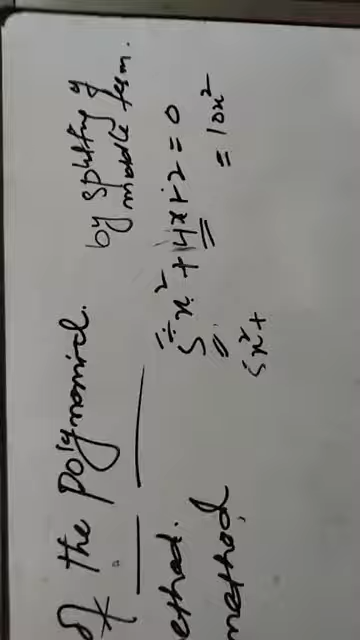 of the Polynomial.
by splitting of
middle term.
ethod.
5x² + 14x + 2 = 0
method
= 10x²
5x² +